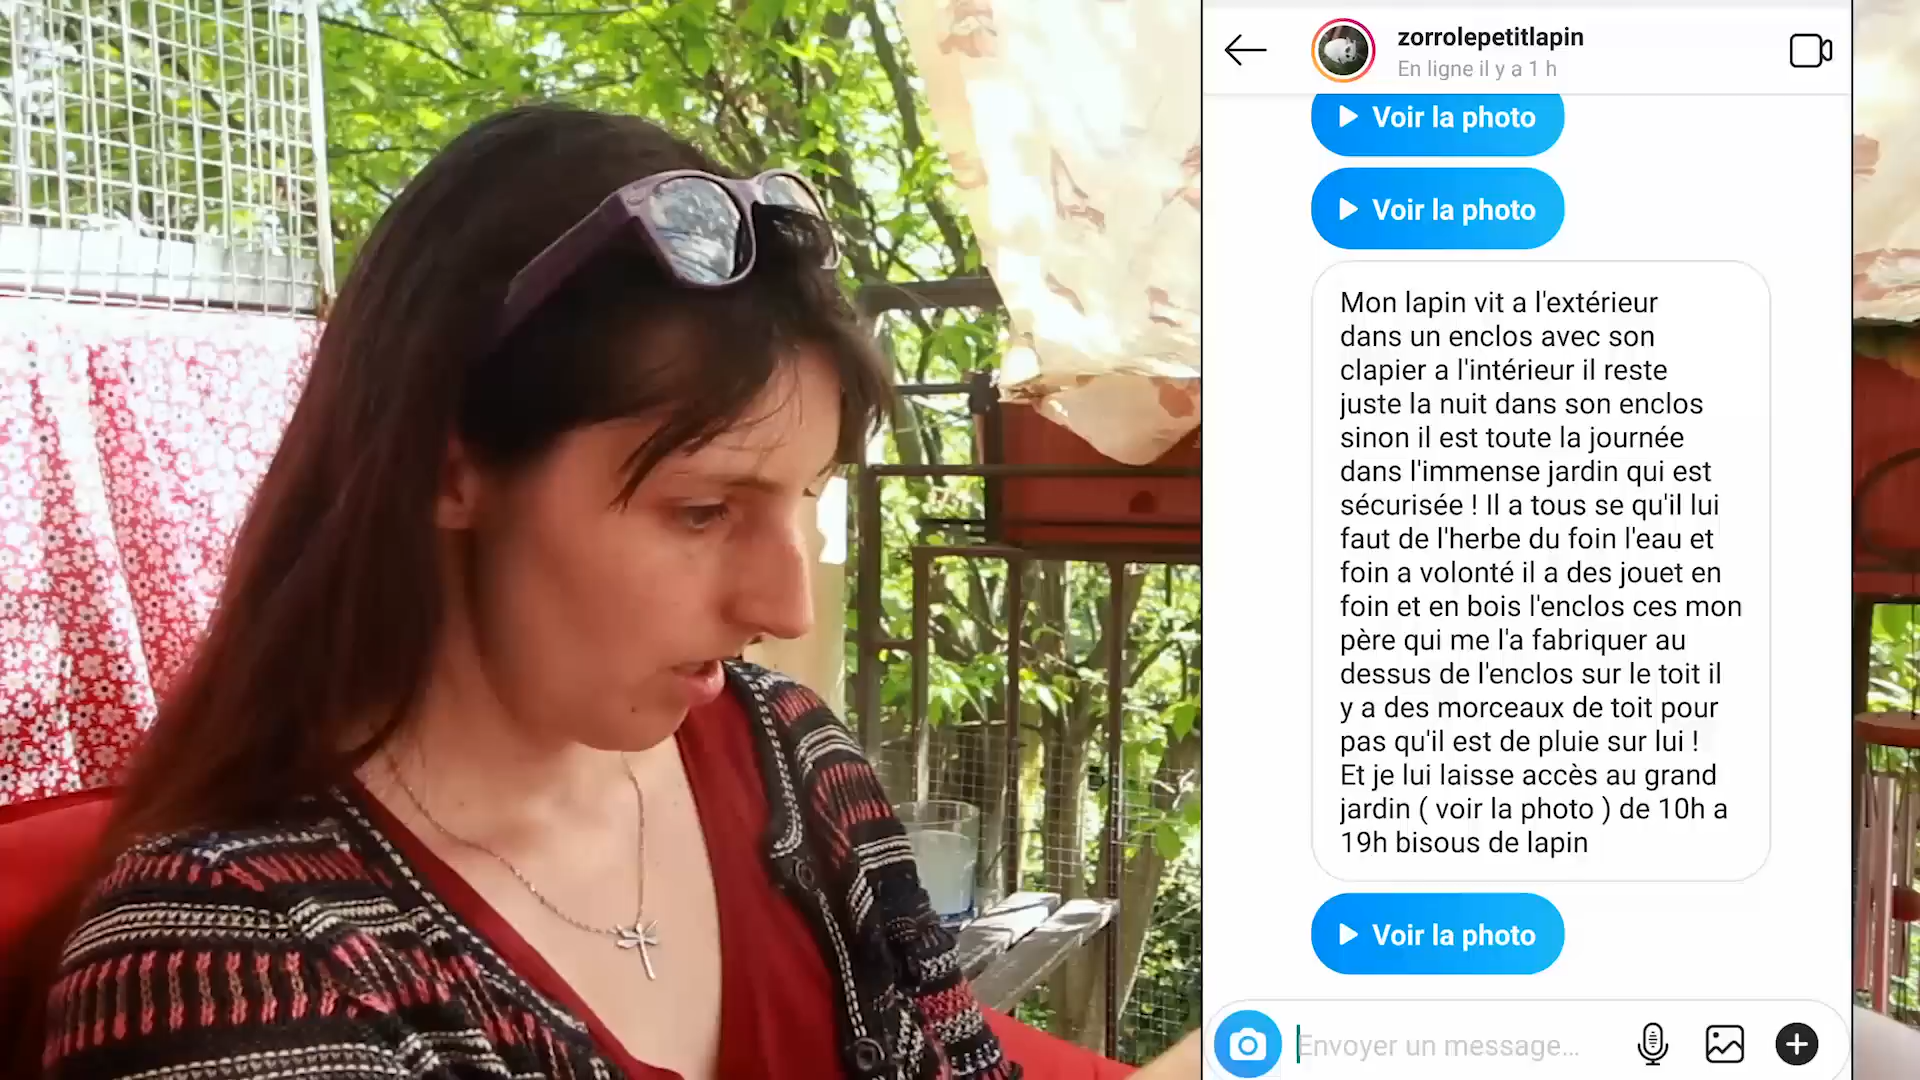 zorrolepetitlapin
En ligne il y a 1 h
Voir la photo
Voir la photo
Mon lapin vit a l'extérieur
dans un enclos avec son
clapier a l'intérieur il reste
juste la nuit dans son enclos
sinon il est toute la journée
dans l'immense jardin qui est
sécurisée ! Il a tous se qu'il lui
faut de l'herbe du foin l'eau et
foin a volonté il a des jouet en
foin et en bois l'enclos ces mon
père qui me l'a fabriquer au
dessus de l'enclos sur le toit il
y a des morceaux de toit pour
pas qu'il est de pluie sur lui !
Et je lui laisse accès au grand
jardin ( voir la photo ) de 10h a
19h bisous de lapin
Voir la photo
Envoyer un message...